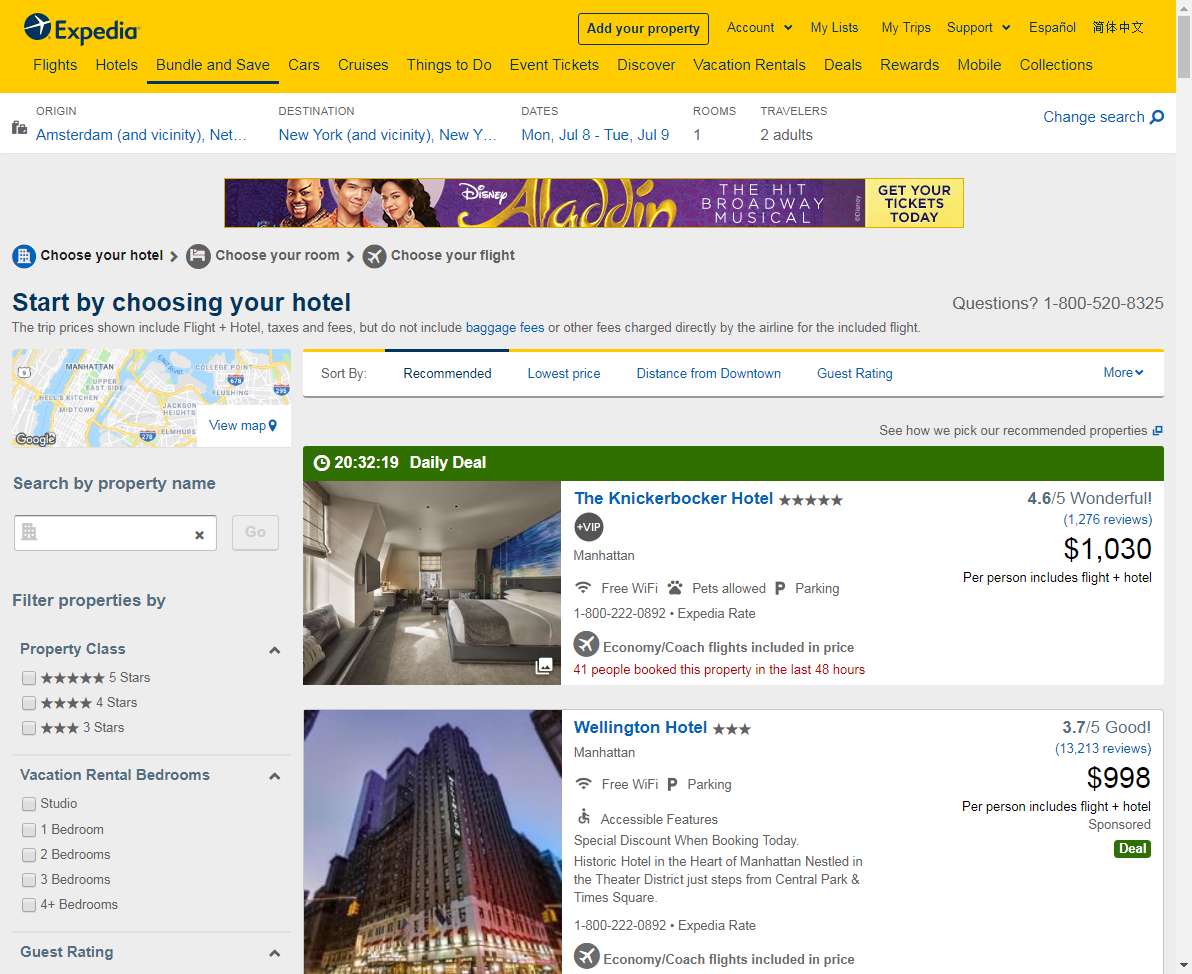 Expedia
Add your property
Account
My Lists
My Trips
Support
Español
简体中文
Flights
Hotels
Bundle and Save
Cars
Cruises
Things to Do
Event Tickets
Discover
Vacation Rentals
Deals
Rewards
Mobile
Collections
ORIGIN
Amsterdam (and vicinity), Net…
DESTINATION
New York (and vicinity), New Y…
DATES
Mon, Jul 8 - Tue, Jul 9
ROOMS
1
TRAVELERS
2 adults
Change search
Disney
Aladdin
THE HIT
BROADWAY
MUSICAL
©Disney
GET YOUR
TICKETS
TODAY
Choose your hotel
Choose your room
Choose your flight
Start by choosing your hotel
Questions? 1-800-520-8325
The trip prices shown include Flight + Hotel, taxes and fees, but do not include baggage fees or other fees charged directly by the airline for the included flight.
9
MANHATTAN
UPPER
EAST SIDE
HELL'S KITCHEN
MIDTOWN
East River
COLLEGE POINT
678
FLUSHING
295
JACKSON
HEIGHTS
ELMHURST
278
Google
View map
Sort By:
Recommended
Lowest price
Distance from Downtown
Guest Rating
More
See how we pick our recommended properties
Search by property name
Go
Filter properties by
Property Class
5 Stars
4 Stars
3 Stars
Vacation Rental Bedrooms
Studio
1 Bedroom
2 Bedrooms
3 Bedrooms
4+ Bedrooms
Guest Rating
20:32:19 Daily Deal
The Knickerbocker Hotel
+VIP
Manhattan
Free WiFi
Pets allowed
P Parking
1-800-222-0892 • Expedia Rate
Economy/Coach flights included in price
41 people booked this property in the last 48 hours
4.6/5 Wonderful!
(1,276 reviews)
$1,030
Per person includes flight + hotel
Wellington Hotel
Manhattan
Free WiFi
P Parking
Accessible Features
Special Discount When Booking Today.
Historic Hotel in the Heart of Manhattan Nestled in
the Theater District just steps from Central Park &
Times Square.
1-800-222-0892 • Expedia Rate
Economy/Coach flights included in price
3.7/5 Good!
(13,213 reviews)
$998
Per person includes flight + hotel
Sponsored
Deal